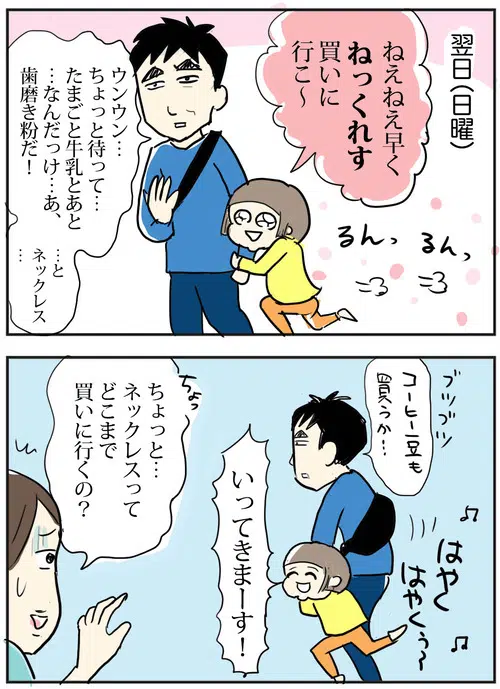 翌日(日曜)
ねえねえ早く
ねっくれす
買いに
行こ～
るんっ
るんっ
ウンウン…
ちょっと待って…
たまごと牛乳とあと
…なんだっけ…あ、
歯磨き粉だ！
…と
ネックレス
…
ブツブツ
コーヒー豆も
買うか…
はやく
はやくぅ～
いってきまーす！
ちょっ
ちょっと…
ネックレスって
どこまで
買いに行くの？